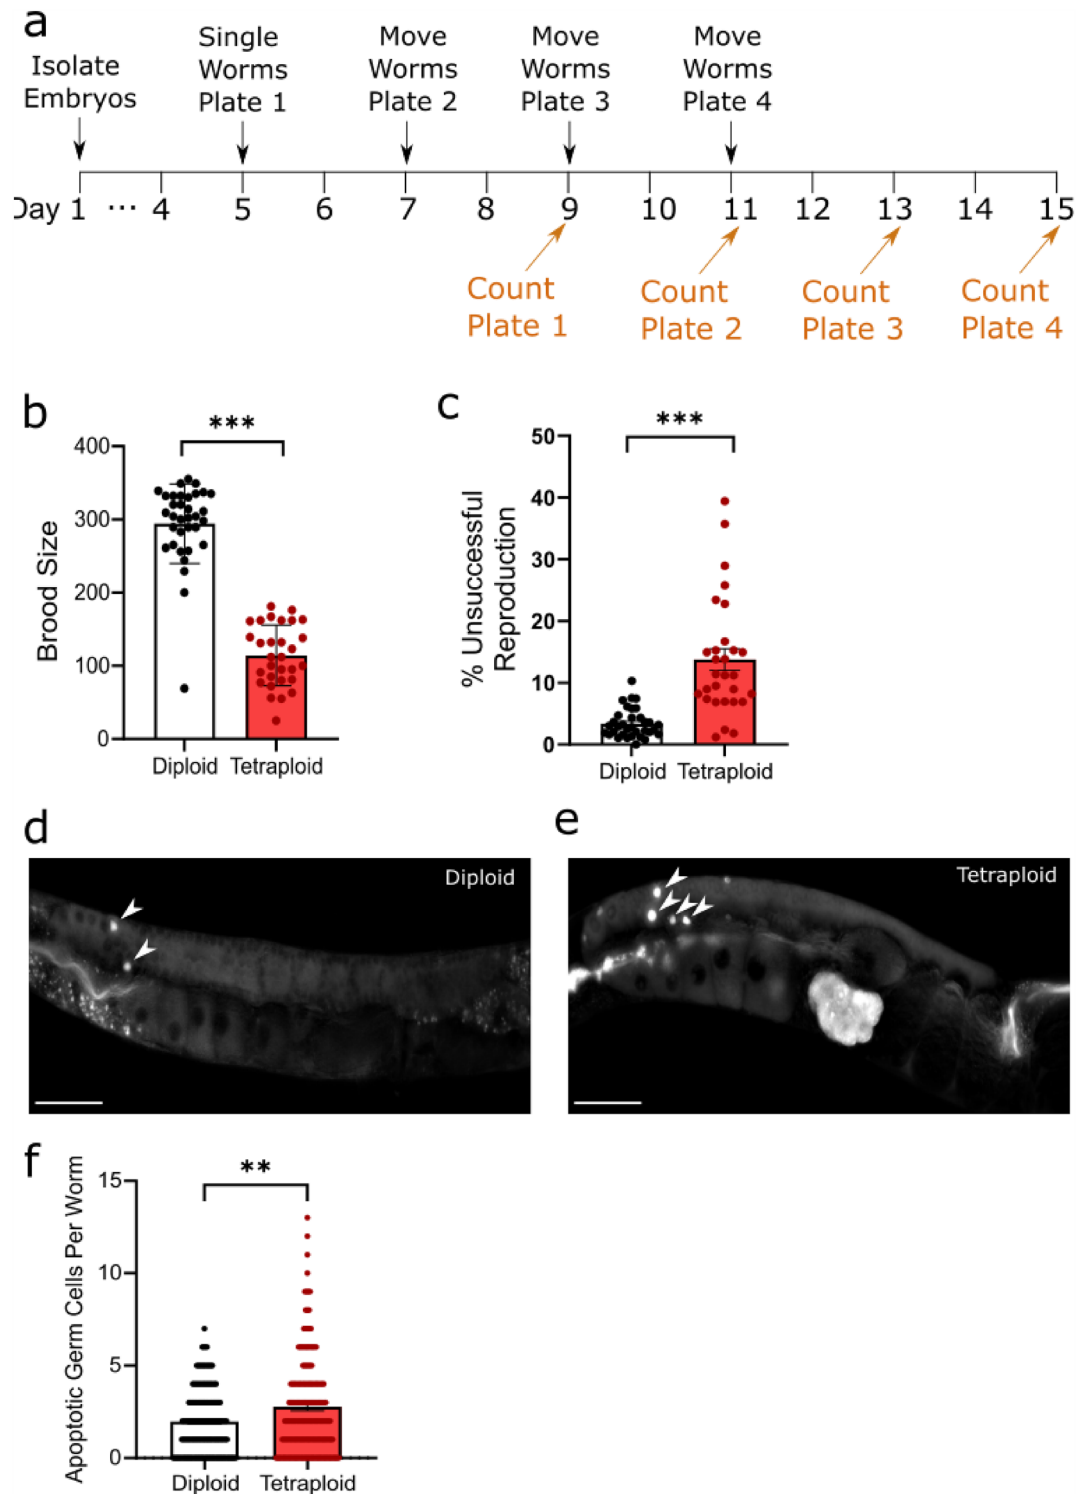 a
Isolate
Embryos
Single
Worms
Plate 1
Move
Worms
Plate 2
Move
Worms
Plate 3
Move
Worms
Plate 4
Day 1 ... 4 5 6 7 8 9 10 11 12 13 14 15
Count
Plate 1
Count
Plate 2
Count
Plate 3
Count
Plate 4
b
***
Brood Size
400
300
200
100
0
Diploid Tetraploid
c
***
% Unsuccessful
Reproduction
50
40
30
20
10
0
Diploid Tetraploid
d
Diploid
e
Tetraploid
f
**
Apoptotic Germ Cells Per Worm
15
10
5
0
Diploid Tetraploid